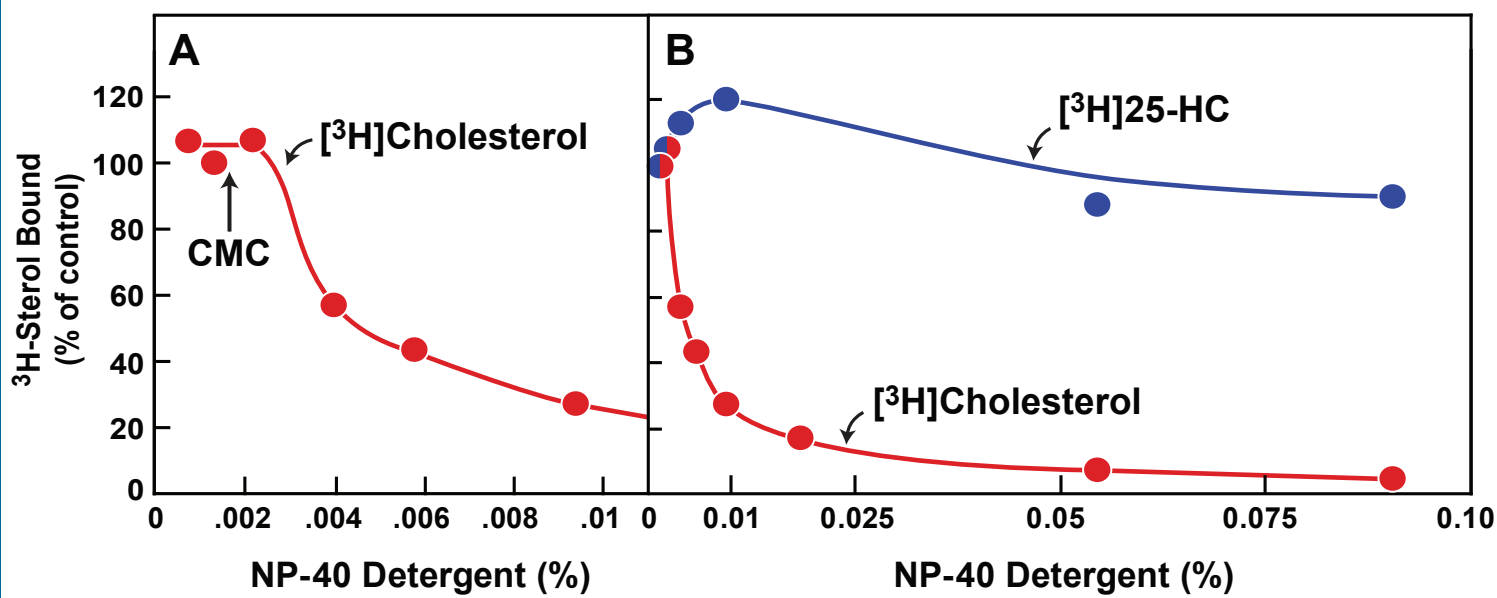 A
B
³H-Sterol Bound
(% of control)
120
100
80
60
40
20
0
[³H]Cholesterol
CMC
[³H]25-HC
[³H]Cholesterol
0 .002 .004 .006 .008 .01
0 0.01 0.025 0.05 0.075 0.10
NP-40 Detergent (%)
NP-40 Detergent (%)